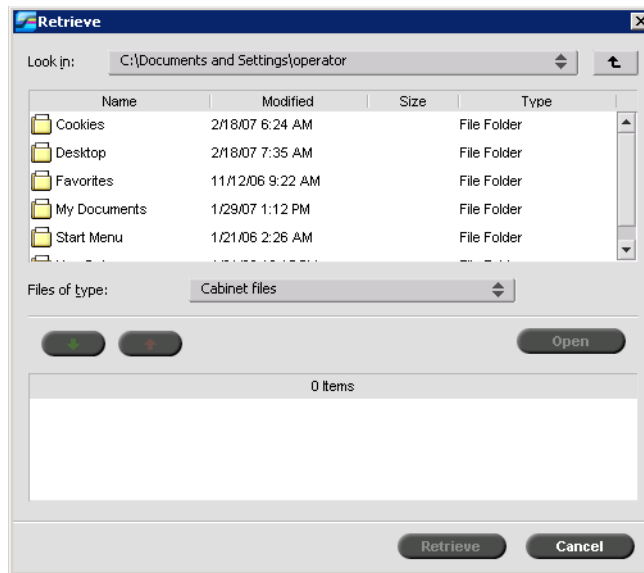 Retrieve
Look in: C:\Documents and Settings\operator
Name Modified Size Type
Cookies 2/18/07 6:24 AM File Folder
Desktop 2/18/07 7:35 AM File Folder
Favorites 11/12/06 9:22 AM File Folder
My Documents 1/29/07 1:12 PM File Folder
Start Menu 1/21/06 2:26 AM File Folder
Files of type: Cabinet files
Open
0 Items
Retrieve Cancel